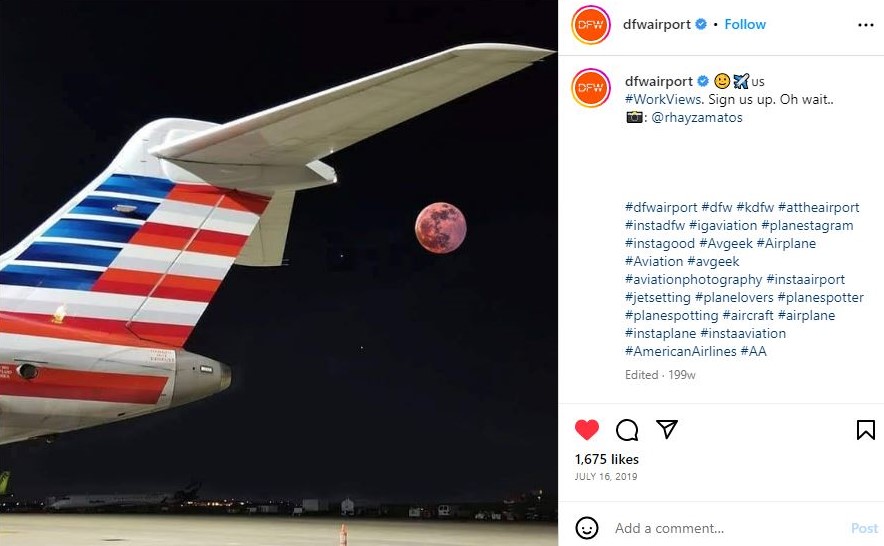 DFW
dfwairport • Follow
DFW
dfwairport 🙂✈️us
#WorkViews. Sign us up. Oh wait..
📷: @rhayzamatos
#dfwairport #dfw #kdfw #attheairport
#instadfw #igaviation #planestagram
#instagood #Avgeek #Airplane
#Aviation #avgeek
#aviationphotography #instaairport
#jetsetting #planelovers #planespotter
#planespotting #aircraft #airplane
#instaplane #instaaviation
#AmericanAirlines #AA
Edited · 199w
1,675 likes
JULY 16, 2019
Add a comment... Post